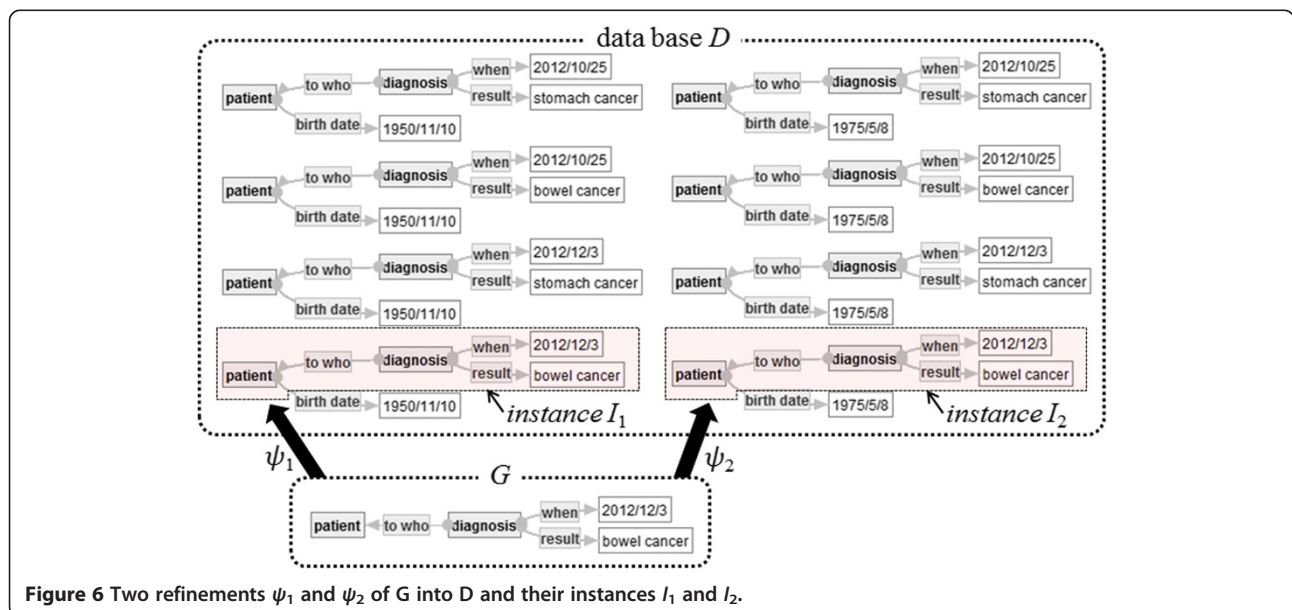 data base D
patient to who diagnosis when 2012/10/25
result stomach cancer
birth date 1950/11/10
patient to who diagnosis when 2012/10/25
result stomach cancer
birth date 1975/5/8
patient to who diagnosis when 2012/10/25
result bowel cancer
birth date 1950/11/10
patient to who diagnosis when 2012/10/25
result bowel cancer
birth date 1975/5/8
patient to who diagnosis when 2012/12/3
result stomach cancer
birth date 1950/11/10
patient to who diagnosis when 2012/12/3
result stomach cancer
birth date 1975/5/8
patient to who diagnosis when 2012/12/3
result bowel cancer
birth date 1950/11/10
instance I₁
patient to who diagnosis when 2012/12/3
result bowel cancer
birth date 1975/5/8
instance I₂
ψ₁
ψ₂
G
patient to who diagnosis when 2012/12/3
result bowel cancer
Figure 6 Two refinements ψ₁ and ψ₂ of G into D and their instances I₁ and I₂.